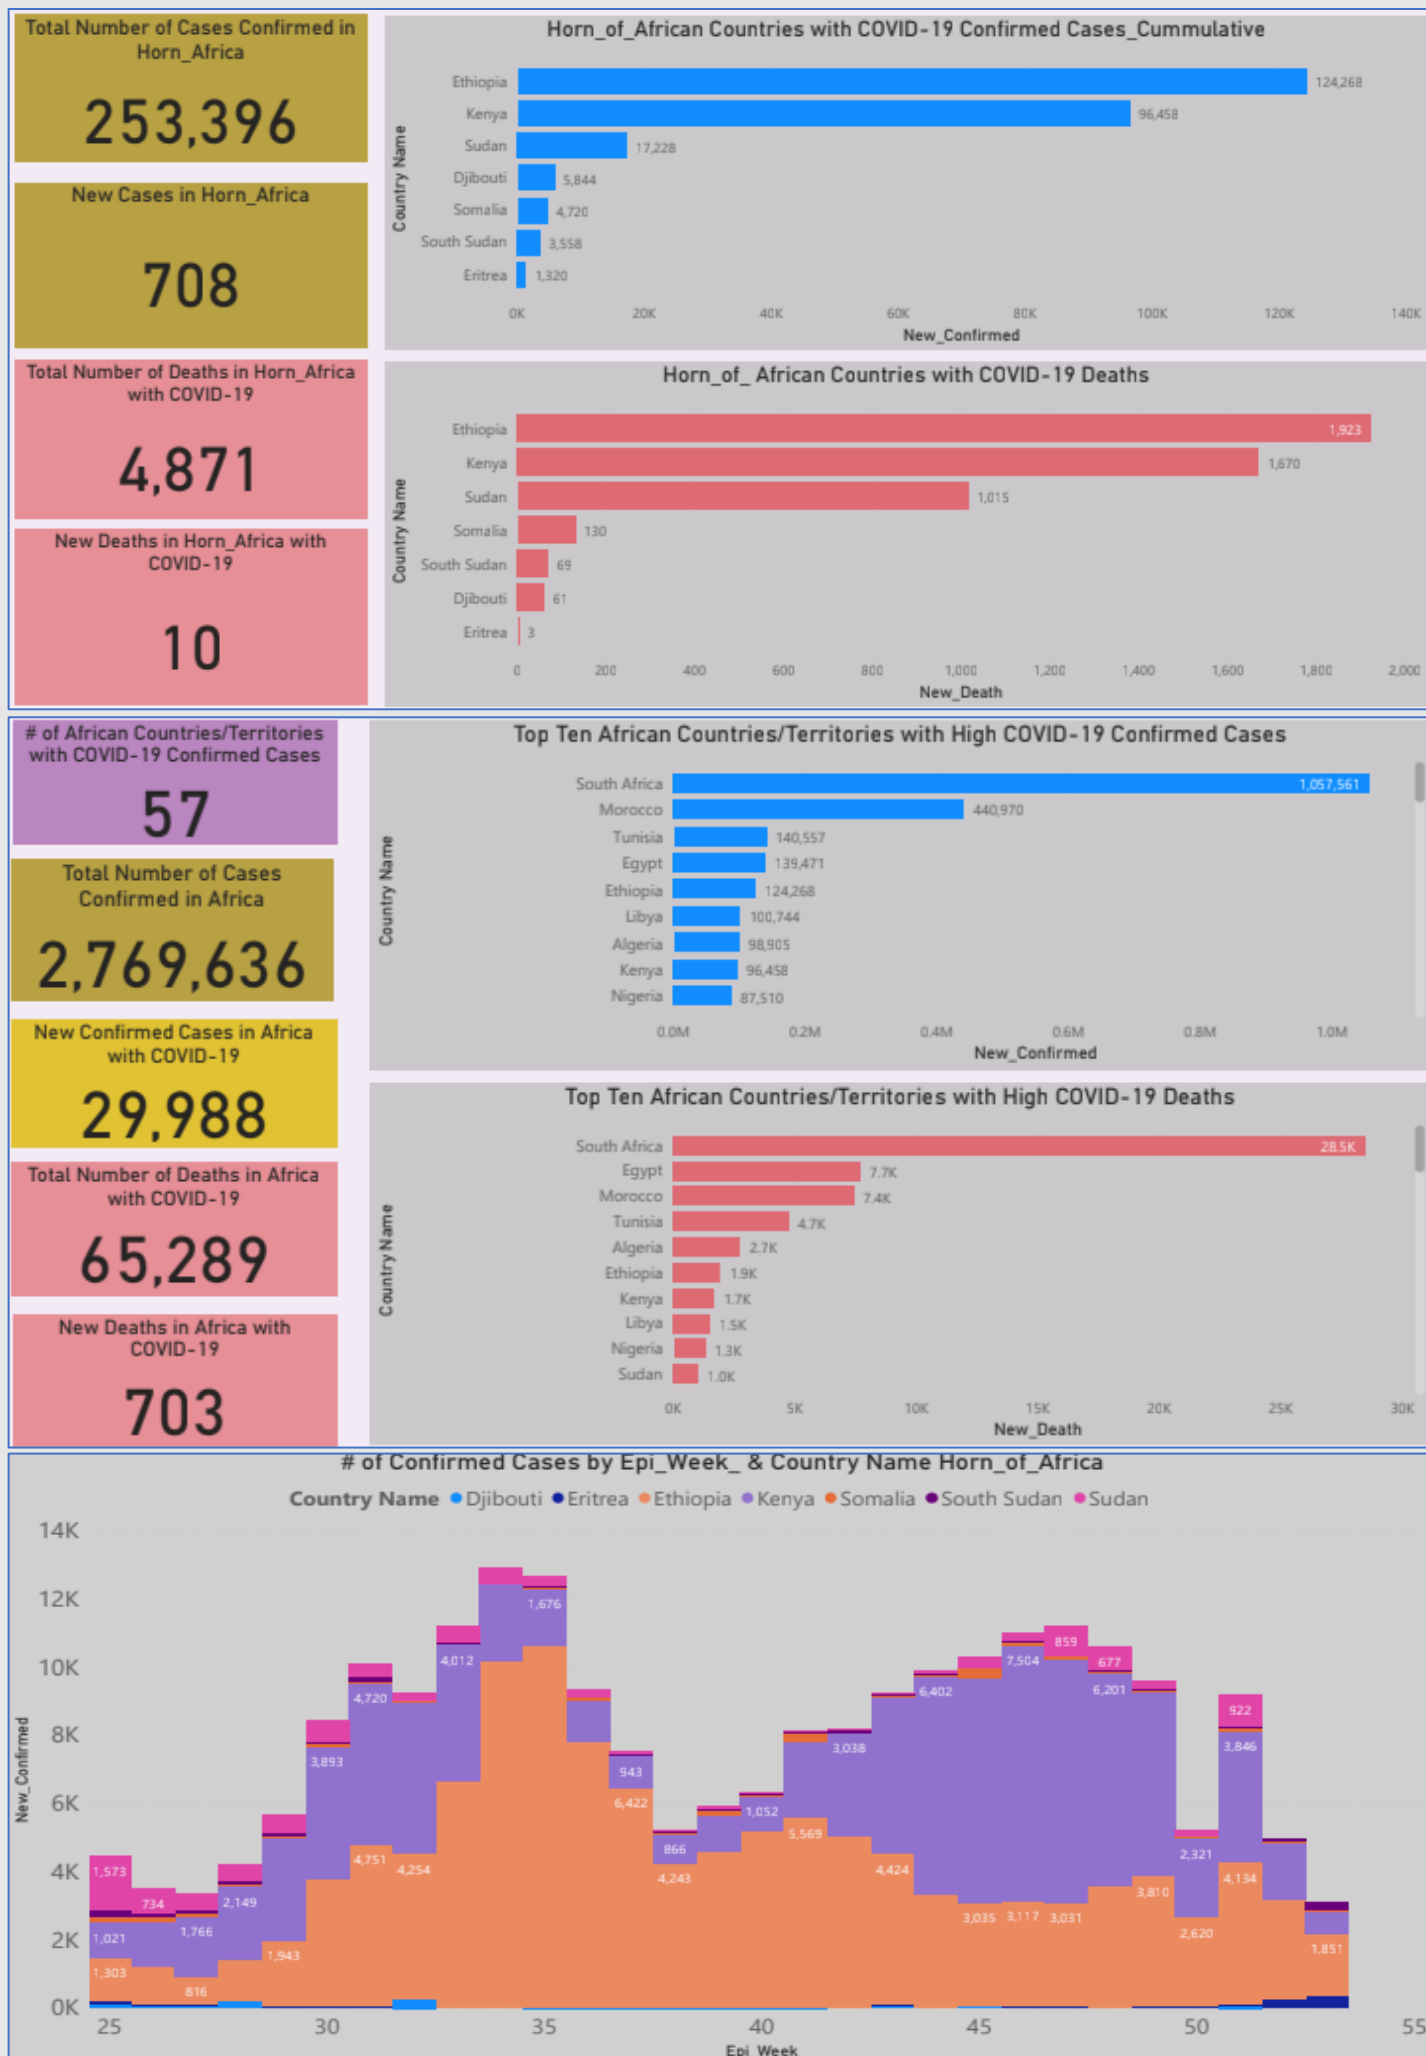 Total Number of Cases Confirmed in
Horn_Africa
253,396
New Cases in Horn_Africa
708
Total Number of Deaths in Horn_Africa
with COVID-19
4,871
New Deaths in Horn_Africa with
COVID-19
10
Horn_of_African Countries with COVID-19 Confirmed Cases_Cummulative
Country Name
Ethiopia 124,268
Kenya 96,458
Sudan 17,228
Djibouti 5,844
Somalia 4,720
South Sudan 3,558
Eritrea 1,320
0K 20K 40K 60K 80K 100K 120K 140K
New_Confirmed
Horn_of_ African Countries with COVID-19 Deaths
Country Name
Ethiopia 1,923
Kenya 1,670
Sudan 1,015
Somalia 130
South Sudan 69
Djibouti 61
Eritrea 3
0 200 400 600 800 1,000 1,200 1,400 1,600 1,800 2,000
New_Death
# of African Countries/Territories
with COVID-19 Confirmed Cases
57
Total Number of Cases
Confirmed in Africa
2,769,636
New Confirmed Cases in Africa
with COVID-19
29,988
Total Number of Deaths in Africa
with COVID-19
65,289
New Deaths in Africa with
COVID-19
703
Top Ten African Countries/Territories with High COVID-19 Confirmed Cases
Country Name
South Africa 1,057,561
Morocco 440,970
Tunisia 140,557
Egypt 139,471
Ethiopia 124,268
Libya 100,744
Algeria 98,905
Kenya 96,458
Nigeria 87,510
0.0M 0.2M 0.4M 0.6M 0.8M 1.0M
New_Confirmed
Top Ten African Countries/Territories with High COVID-19 Deaths
Country Name
South Africa 28.5K
Egypt 7.7K
Morocco 7.4K
Tunisia 4.7K
Algeria 2.7K
Ethiopia 1.9K
Kenya 1.7K
Libya 1.5K
Nigeria 1.3K
Sudan 1.0K
0K 5K 10K 15K 20K 25K 30K
New_Death
# of Confirmed Cases by Epi_Week_ & Country Name Horn_of_Africa
Country Name Djibouti Eritrea Ethiopia Kenya Somalia South Sudan Sudan
New_Confirmed
14K
12K
10K
8K
6K
4K
2K
0K
1,676
4,012 7,504 859
4,720 6,402 6,201 677
3,893 943 3,038 922
6,422 1,052 3,846
866 5,569
4,751 4,254 4,243 4,424 4,134
1,573 734 2,149 3,810 2,321
1,021 1,766 1,943 3,035 3,117 3,031 2,620
1,303 816 1,851
25 30 35 40 45 50 55
Epi_Week